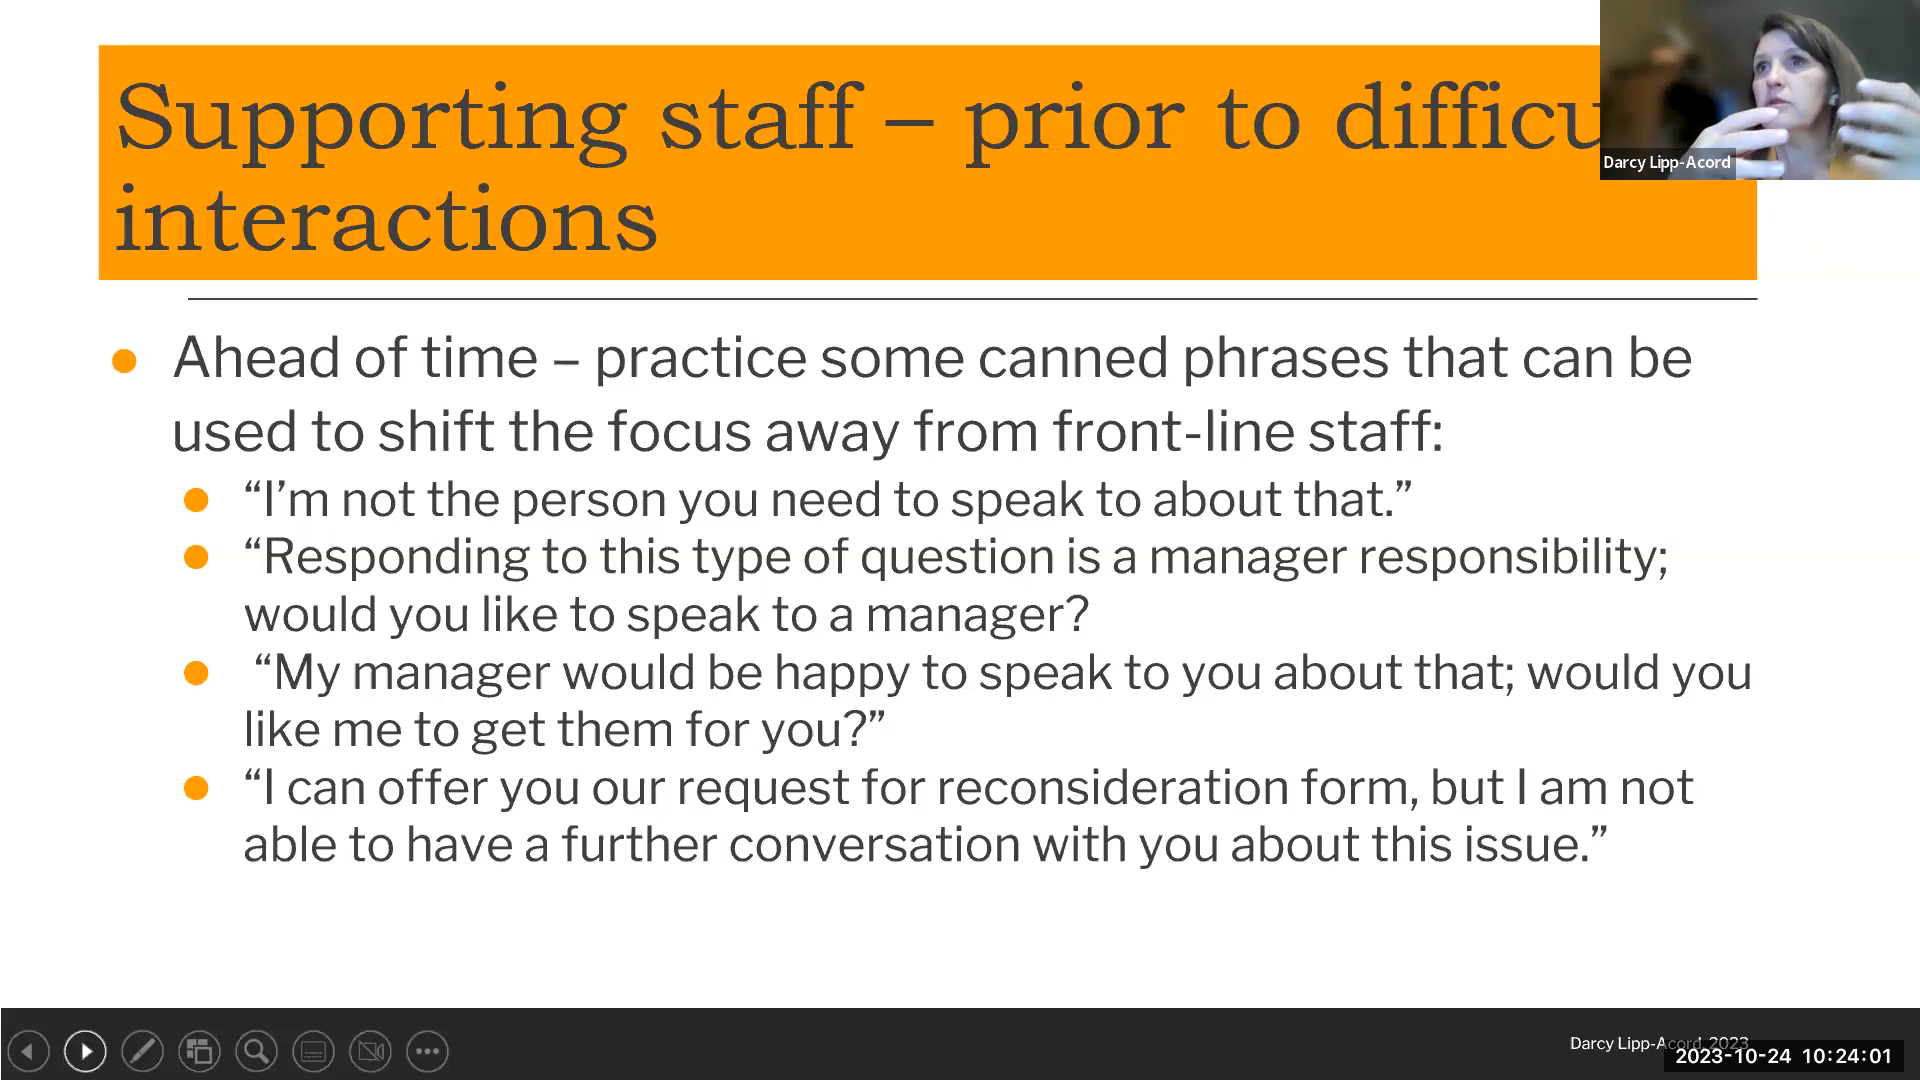 Supporting staff – prior to difficu
interactions
Darcy Lipp-Acord
Ahead of time – practice some canned phrases that can be
used to shift the focus away from front-line staff:
“I’m not the person you need to speak to about that.”
“Responding to this type of question is a manager responsibility;
would you like to speak to a manager?
“My manager would be happy to speak to you about that; would you
like me to get them for you?”
“I can offer you our request for reconsideration form, but I am not
able to have a further conversation with you about this issue.”
Darcy Lipp-Acord, 2023
2023-10-24 10:24:01